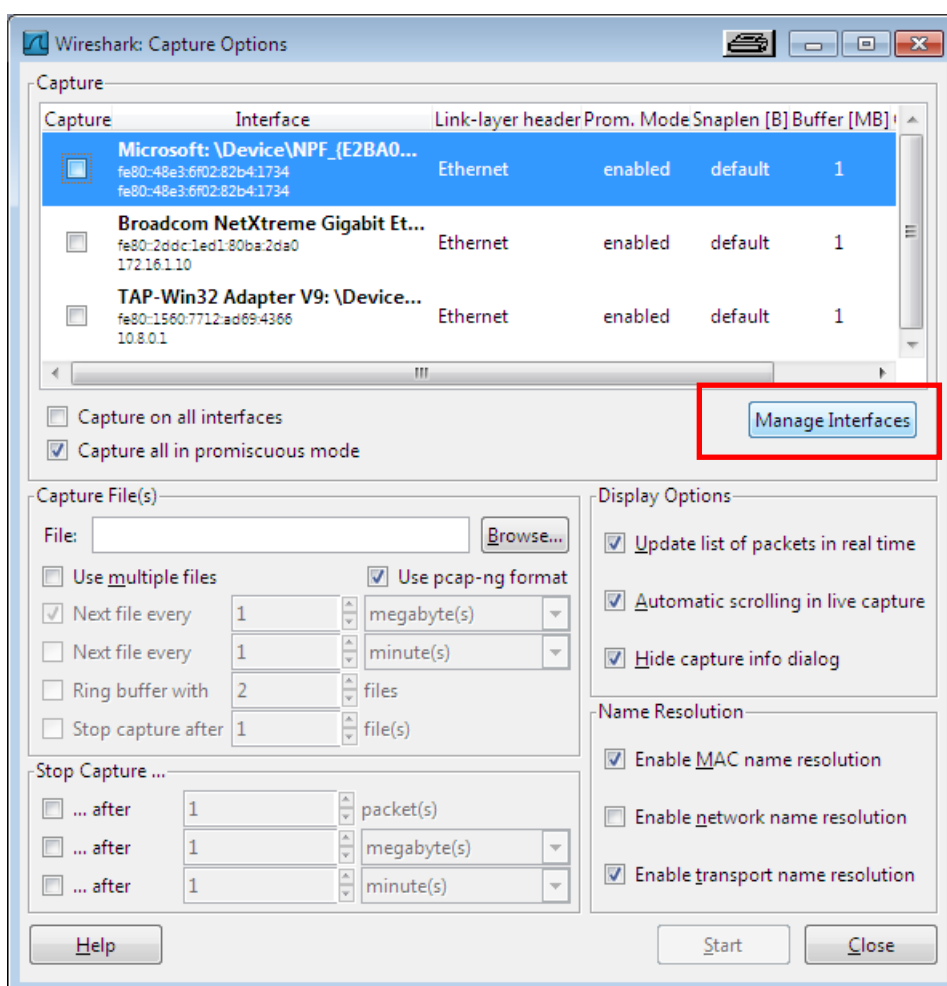 Wireshark: Capture Options
Capture
Capture Interface Link-layer header Prom. Mode Snaplen [B] Buffer [MB]
Microsoft: \Device\NPF_{E2BA0...
fe80::48e3:6f02:82b4:1734 Ethernet enabled default 1
fe80::48e3:6f02:82b4:1734
Broadcom NetXtreme Gigabit Et...
fe80::2ddc:1ed1:80ba:2da0 Ethernet enabled default 1
172.16.1.10
TAP-Win32 Adapter V9: \Device...
fe80::1560:7712:ad69:4366 Ethernet enabled default 1
10.8.0.1
Capture on all interfaces
Manage Interfaces
Capture all in promiscuous mode
Capture File(s)
File: Browse...
Use multiple files Use pcap-ng format
Next file every 1 megabyte(s)
Next file every 1 minute(s)
Ring buffer with 2 files
Stop capture after 1 file(s)
Stop Capture ...
... after 1 packet(s)
... after 1 megabyte(s)
... after 1 minute(s)
Display Options
Update list of packets in real time
Automatic scrolling in live capture
Hide capture info dialog
Name Resolution
Enable MAC name resolution
Enable network name resolution
Enable transport name resolution
Help Start Close